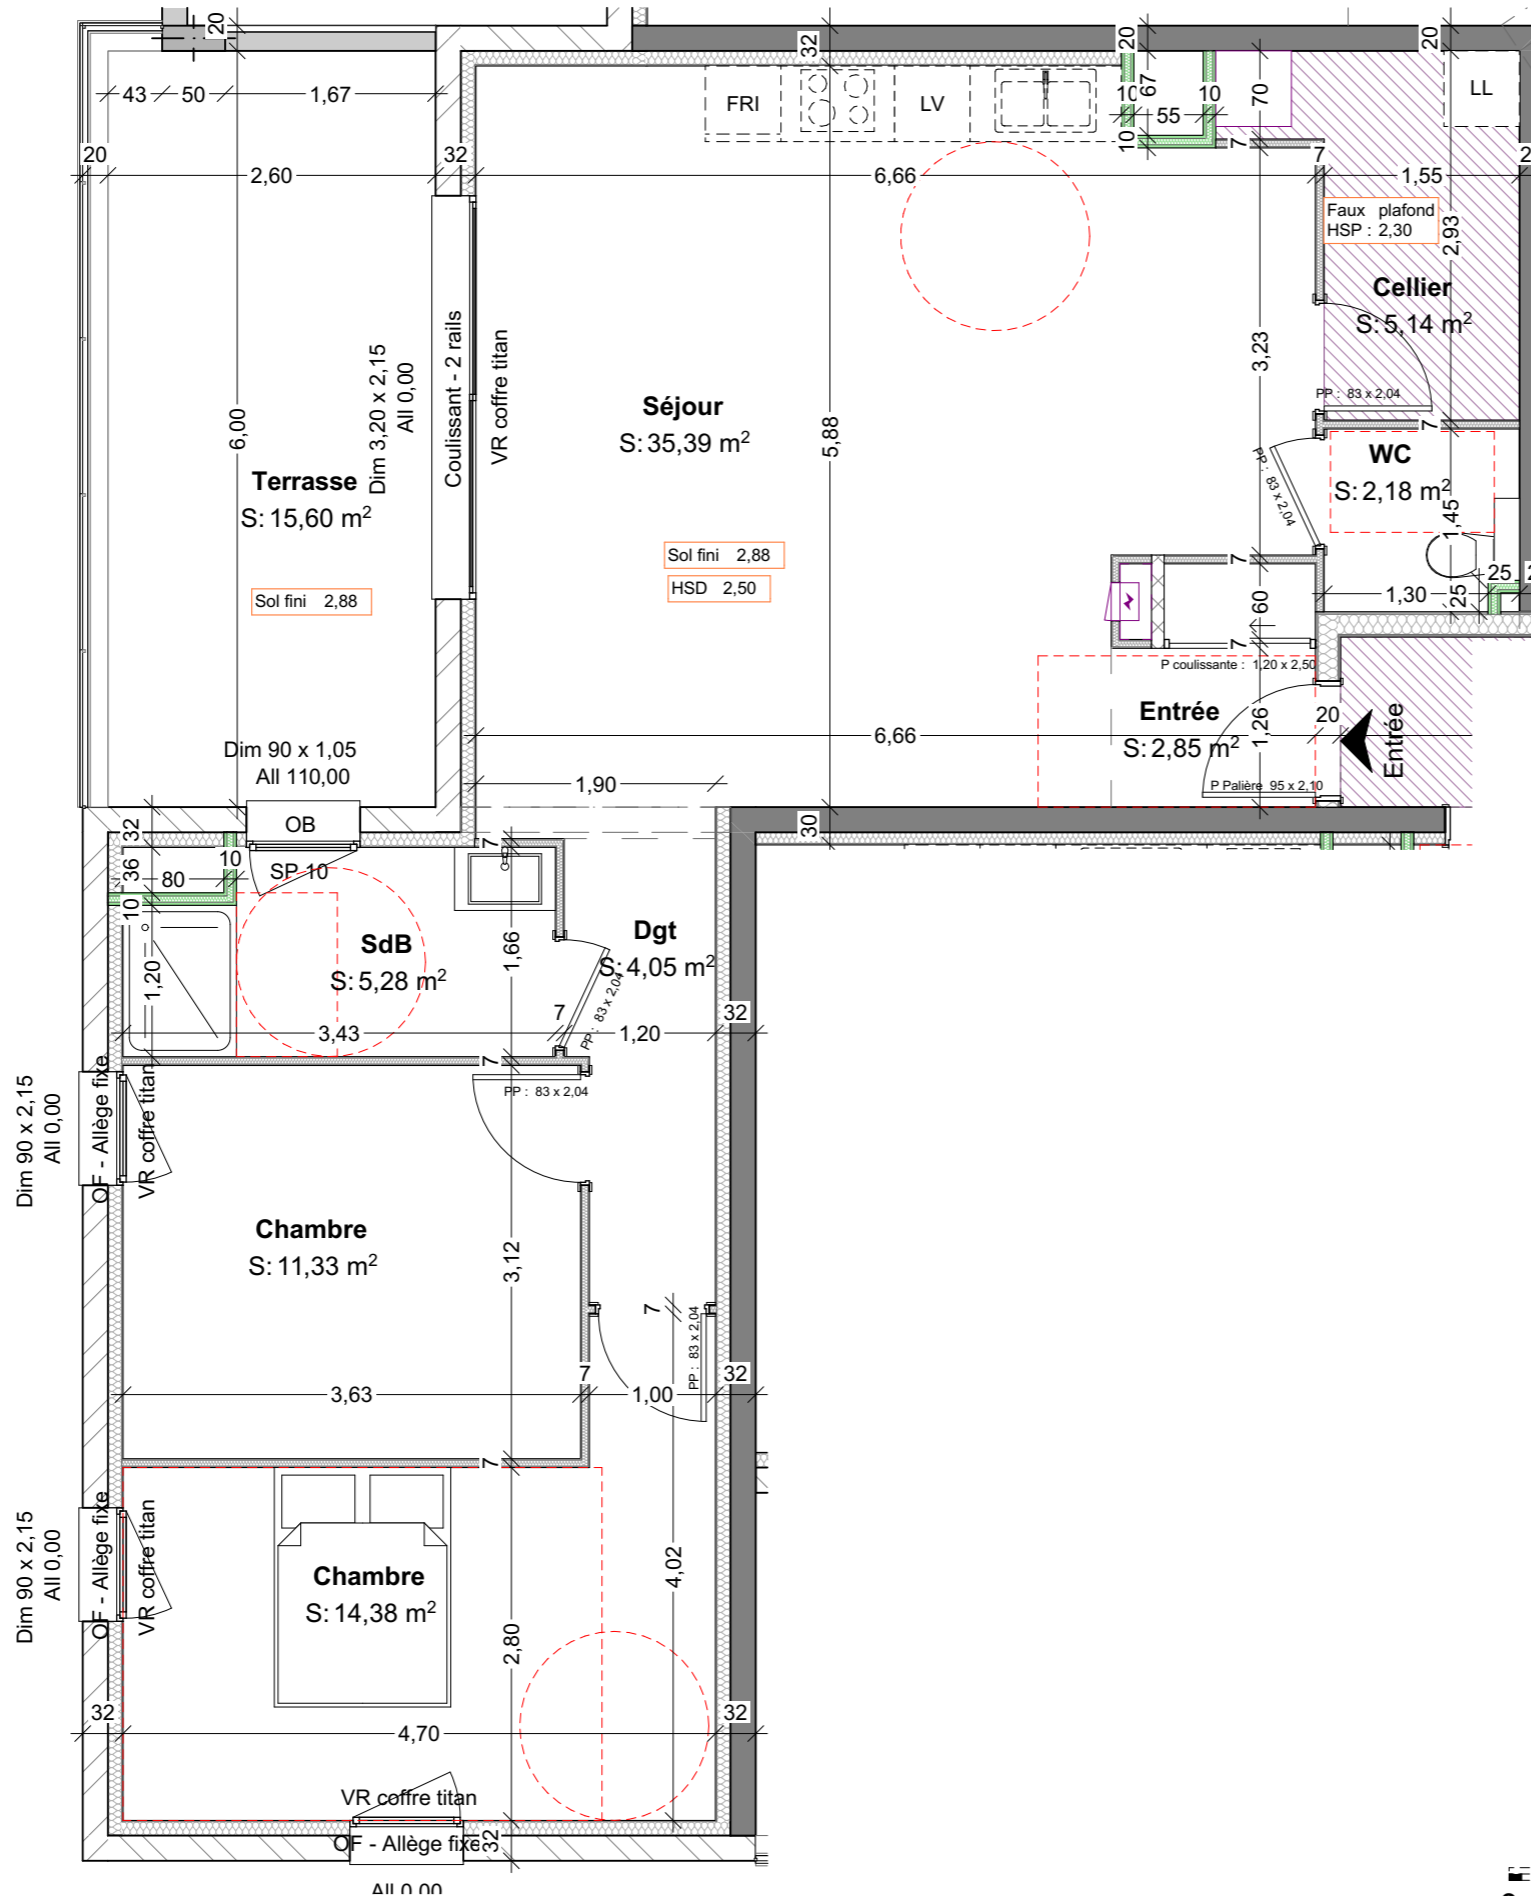 20
32
20
20
43
50
1,67
FRI
LV
10
67
55
10
10
70
LL
20
2,60
32
6,66
7
7
1,55
2
Faux plafond
HSP : 2,30
2,93
Cellier
S: 5,14 m²
PP : 83 x 2,04
7
3,23
Dim 3,20 x 2,15
All 0,00
Coulissant - 2 rails
VR coffre titan
6,00
Séjour
S: 35,39 m²
5,88
Terrasse
S: 15,60 m²
WC
S: 2,18 m²
PP : 83 x 2,04
1,45
Sol fini 2,88
HSD 2,50
Sol fini 2,88
7
60
7
25
25
1,30
2
P coulissante : 1,20 x 2,50
Entrée
S: 2,85 m²
1,26
20
Entrée
6,66
P Palière 95 x 2,10
Dim 90 x 1,05
All 110,00
1,90
OB
32
36
10
80
10
SP 10
7
30
SdB
S: 5,28 m²
1,66
Dgt
S: 4,05 m²
PP : 83 x 2,04
1,20
3,43
7
1,20
32
7
PP : 83 x 2,04
Dim 90 x 2,15
All 0,00
OF - Allège fixe
VR coffre titan
Chambre
S: 11,33 m²
3,12
7
PP : 83 x 2,04
3,63
7
1,00
32
7
Dim 90 x 2,15
All 0,00
OF - Allège fixe
VR coffre titan
Chambre
S: 14,38 m²
4,02
2,80
32
4,70
32
VR coffre titan
OF - Allège fixe
32
All 0,00